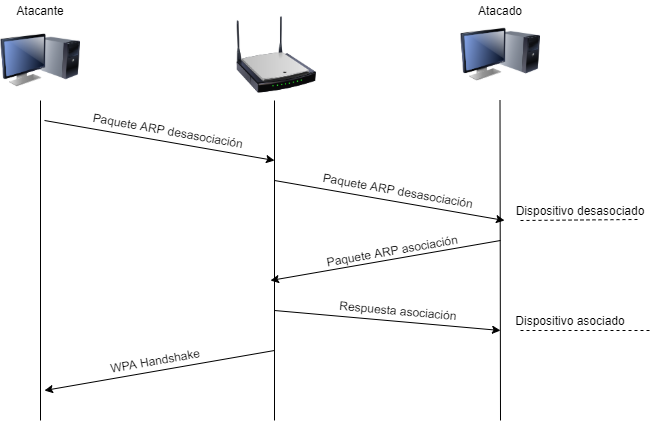 Atacante
Atacado
Paquete ARP desasociación
Paquete ARP desasociación
Dispositivo desasociado
Paquete ARP asociación
Respuesta asociación
Dispositivo asociado
WPA Handshake